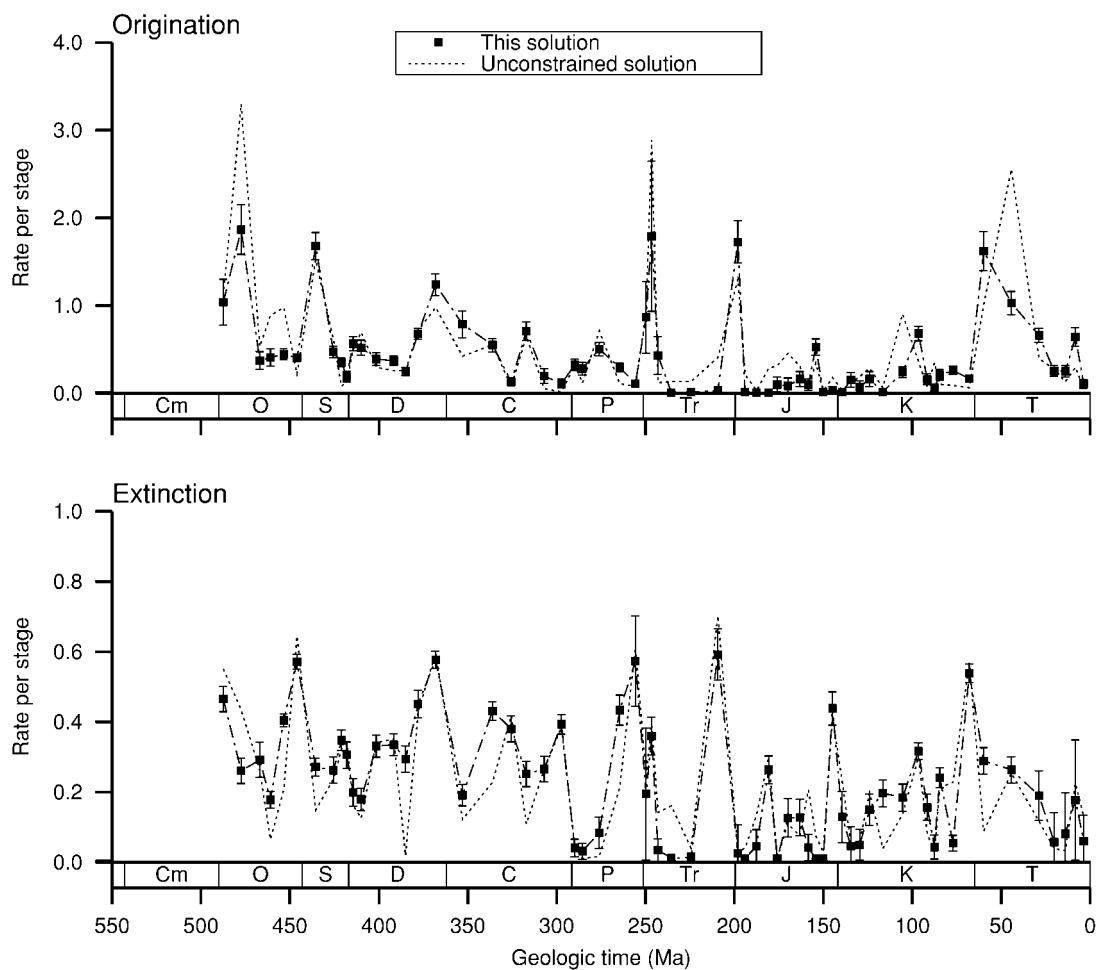 Origination
This solution
Unconstrained solution
Rate per stage
4.0
3.0
2.0
1.0
0.0
Cm O S D C P Tr J K T
Extinction
Rate per stage
1.0
0.8
0.6
0.4
0.2
0.0
Cm O S D C P Tr J K T
550 500 450 400 350 300 250 200 150 100 50 0
Geologic time (Ma)